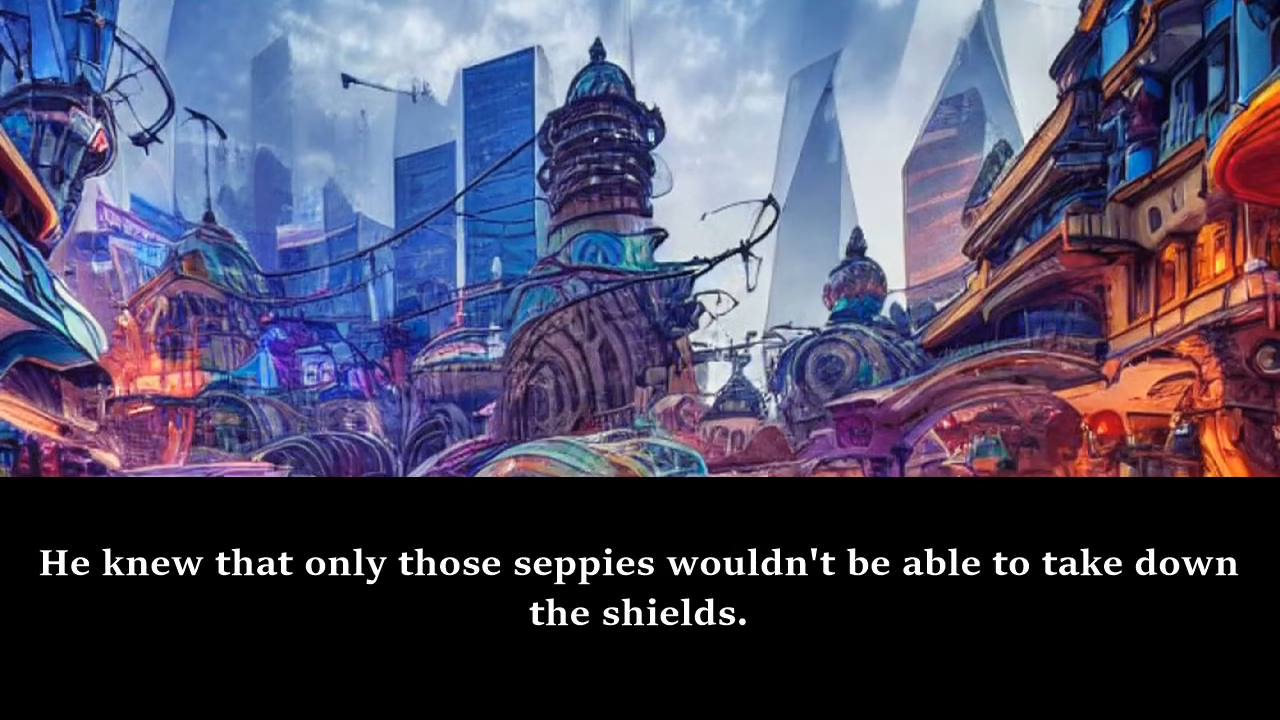 He knew that only those seppies wouldn't be able to take down
the shields.